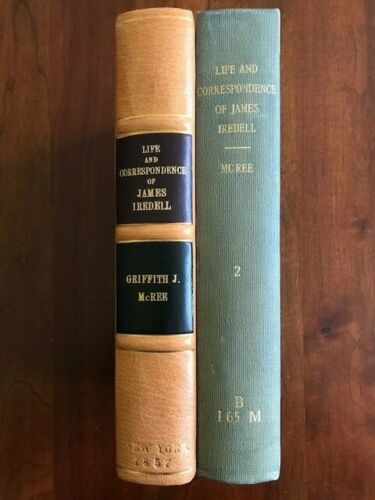 LIFE
AND
CORRESPONDENCE
OF
JAMES
IREDELL
GRIFFITH J.
McREE
NEW YORK
1857
LIFE AND
CORRESPONDENCE
OF JAMES
IREDELL
MCREE
2
B
I65M